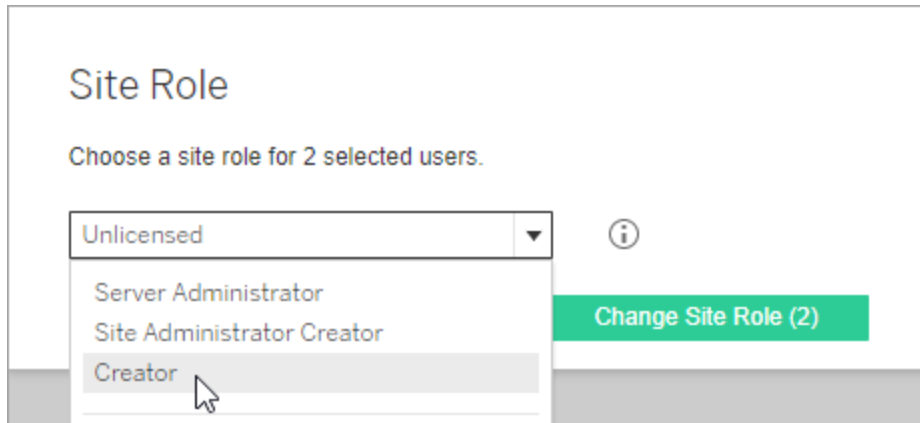 Site Role
Choose a site role for 2 selected users.
Unlicensed
Server Administrator
Site Administrator Creator
Change Site Role (2)
Creator